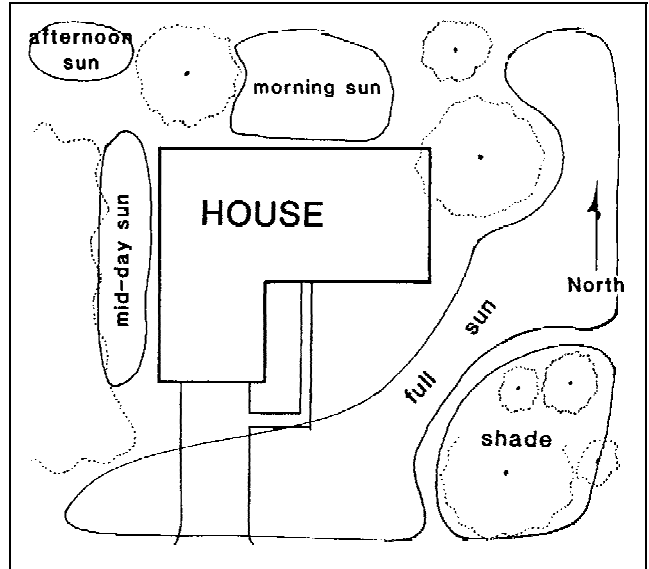 afternoon
sun
morning sun
HOUSE
mid-day sun
North
full sun
shade